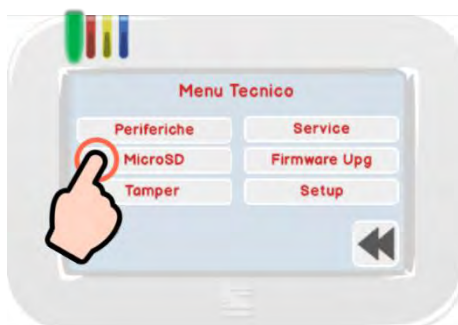 Menu Tecnico
Periferiche Service
MicroSD Firmware Upg
Tamper Setup